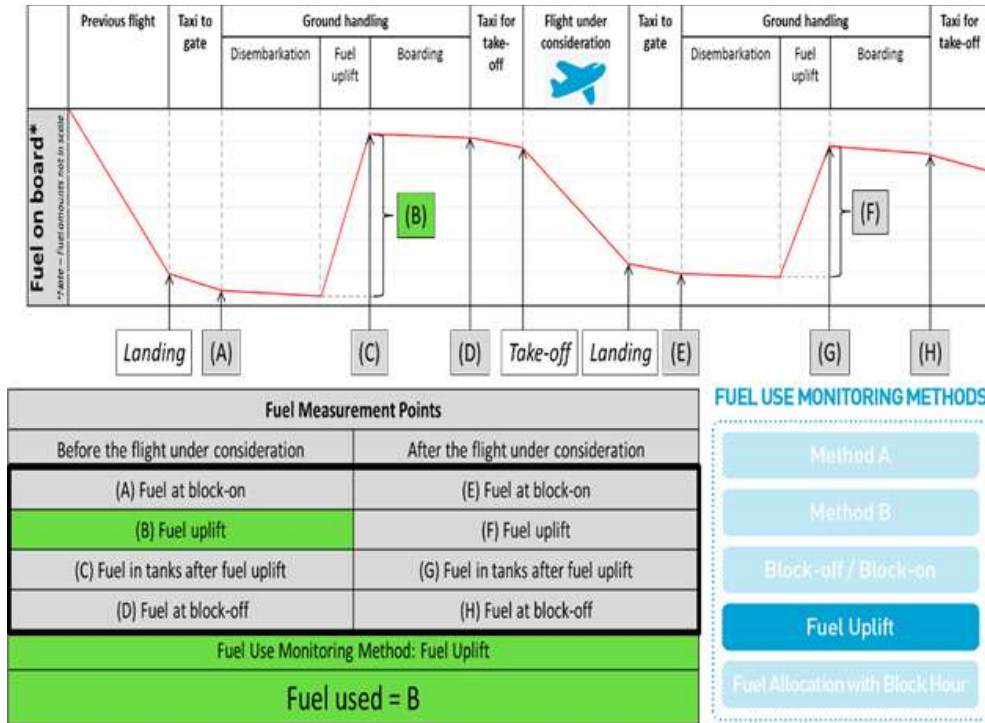 Previous flight
Taxi to
gate
Ground handling
Taxi for
take-
off
Flight under
consideration
Taxi to
gate
Ground handling
Taxi for
take-off
Disembarkation
Fuel
uplift
Boarding
Disembarkation
Fuel
uplift
Boarding
Fuel on board*
*Note – Fuel amounts not in scale
(B)
(F)
Landing
(A)
(C)
(D)
Take-off
Landing
(E)
(G)
(H)
Fuel Measurement Points
Before the flight under consideration
After the flight under consideration
(A) Fuel at block-on
(E) Fuel at block-on
(B) Fuel uplift
(F) Fuel uplift
(C) Fuel in tanks after fuel uplift
(G) Fuel in tanks after fuel uplift
(D) Fuel at block-off
(H) Fuel at block-off
Fuel Use Monitoring Method: Fuel Uplift
Fuel used = B
FUEL USE MONITORING METHODS
Method A
Method B
Block-off / Block-on
Fuel Uplift
Fuel Allocation with Block Hour